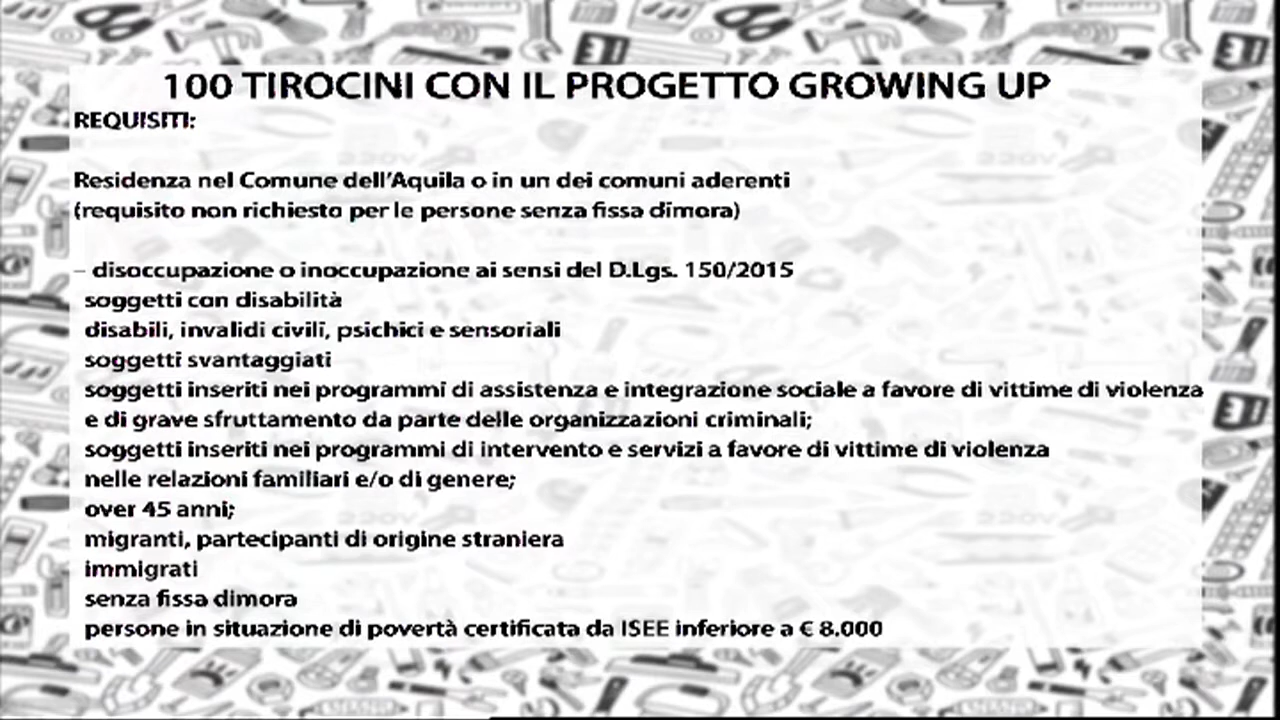 100 TIROCINI CON IL PROGETTO GROWING UP
REQUISITI:
Residenza nel Comune dell'Aquila o in un dei comuni aderenti
(requisito non richiesto per le persone senza fissa dimora)
– disoccupazione o inoccupazione ai sensi del D.Lgs. 150/2015
soggetti con disabilità
disabili, invalidi civili, psichici e sensoriali
soggetti svantaggiati
soggetti inseriti nei programmi di assistenza e integrazione sociale a favore di vittime di violenza
e di grave sfruttamento da parte delle organizzazioni criminali;
soggetti inseriti nei programmi di intervento e servizi a favore di vittime di violenza
nelle relazioni familiari e/o di genere;
over 45 anni;
migranti, partecipanti di origine straniera
immigrati
senza fissa dimora
persone in situazione di povertà certificata da ISEE inferiore a € 8.000